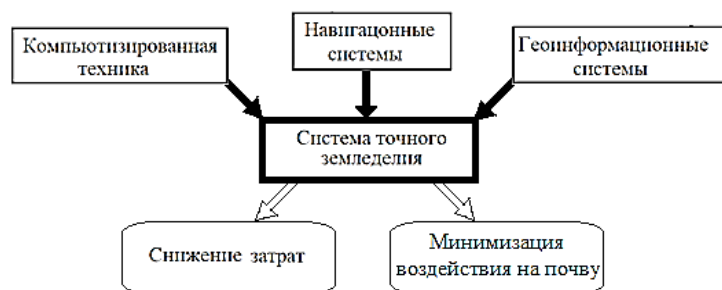 Компьютизированная
техника
Навигацонные
системы
Геоинформационные
системы
Система точного
земледелия
Снижение затрат
Минимизация
воздействия на почву